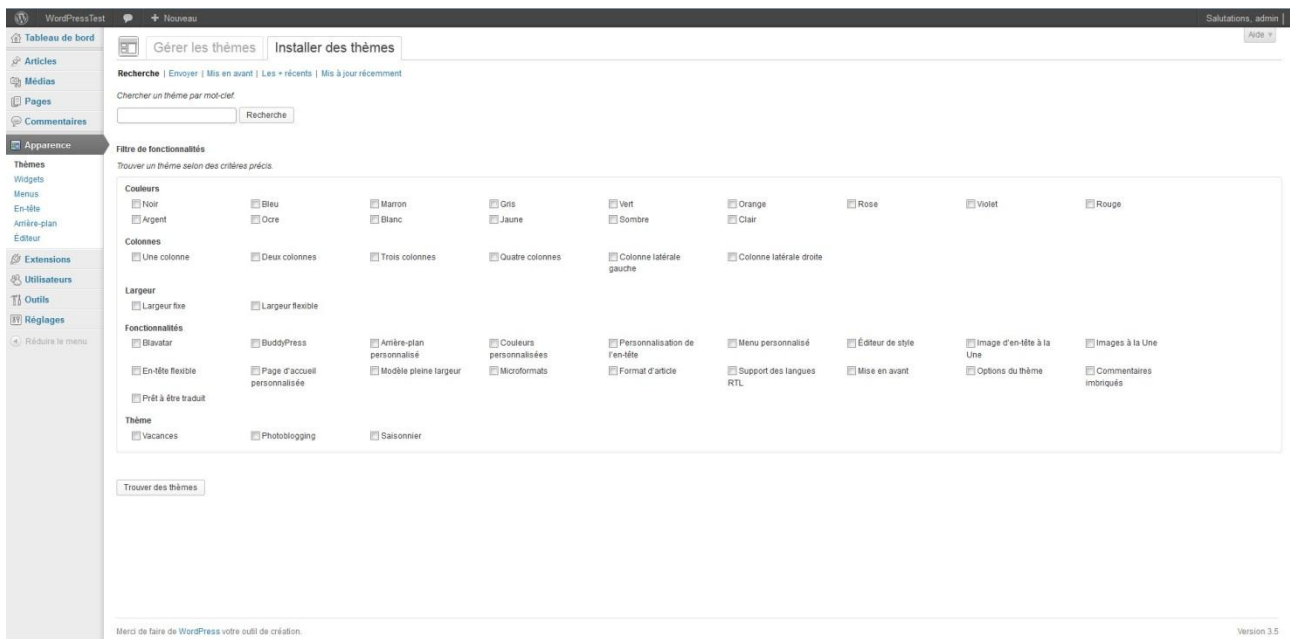 WordPressTest + Nouveau Salutations, admin
Aide
Tableau de bord
Articles
Médias
Pages
Commentaires
Apparence
Thèmes
Widgets
Menus
En-tête
Arrière-plan
Éditeur
Extensions
Utilisateurs
Outils
Réglages
Réduire le menu
Gérer les thèmes Installer des thèmes
Recherche | Envoyer | Mis en avant | Les + récents | Mis à jour récemment
Chercher un thème par mot-clef.
Recherche
Filtre de fonctionnalités
Trouver un thème selon des critères précis.
Couleurs
Noir Bleu Marron Gris Vert Orange Rose Violet Rouge
Argent Ocre Blanc Jaune Sombre Clair
Colonnes
Une colonne Deux colonnes Trois colonnes Quatre colonnes Colonne latérale Colonne latérale droite
gauche
Largeur
Largeur fixe Largeur flexible
Fonctionnalités
Blavatar BuddyPress Arrière-plan Couleurs Personnalisation de Menu personnalisé Éditeur de style Image d'en-tête à la Images à la Une
personnalisé personnalisées l'en-tête Une
En-tête flexible Page d'accueil Modèle pleine largeur Microformats Format d'article Support des langues Mise en avant Options du thème Commentaires
personnalisée RTL imbriqués
Prêt à être traduit
Thème
Vacances Photoblogging Saisonnier
Trouver des thèmes
Merci de faire de WordPress votre outil de création. Version 3.5